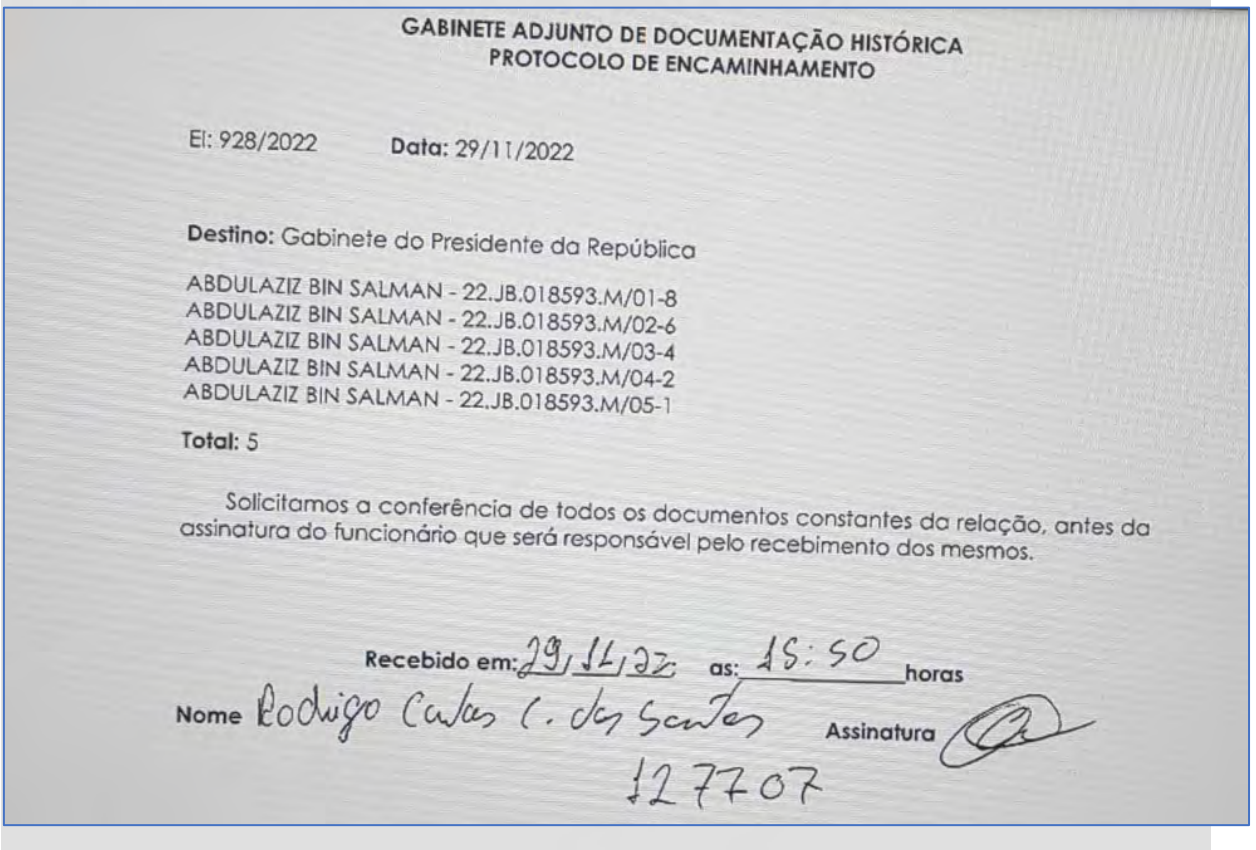 GABINETE ADJUNTO DE DOCUMENTAÇÃO HISTÓRICA
PROTOCOLO DE ENCAMINHAMENTO
EI: 928/2022 Data: 29/11/2022
Destino: Gabinete do Presidente da República
ABDULAZIZ BIN SALMAN - 22.JB.018593.M/01-8
ABDULAZIZ BIN SALMAN - 22.JB.018593.M/02-6
ABDULAZIZ BIN SALMAN - 22.JB.018593.M/03-4
ABDULAZIZ BIN SALMAN - 22.JB.018593.M/04-2
ABDULAZIZ BIN SALMAN - 22.JB.018593.M/05-1
Total: 5
Solicitamos a conferência de todos os documentos constantes da relação, antes da
assinatura do funcionário que será responsável pelo recebimento dos mesmos.
Recebido em: 29/11/22 as: 15:50 horas
Nome Rodrigo Carlos C. dos Santos Assinatura
127707